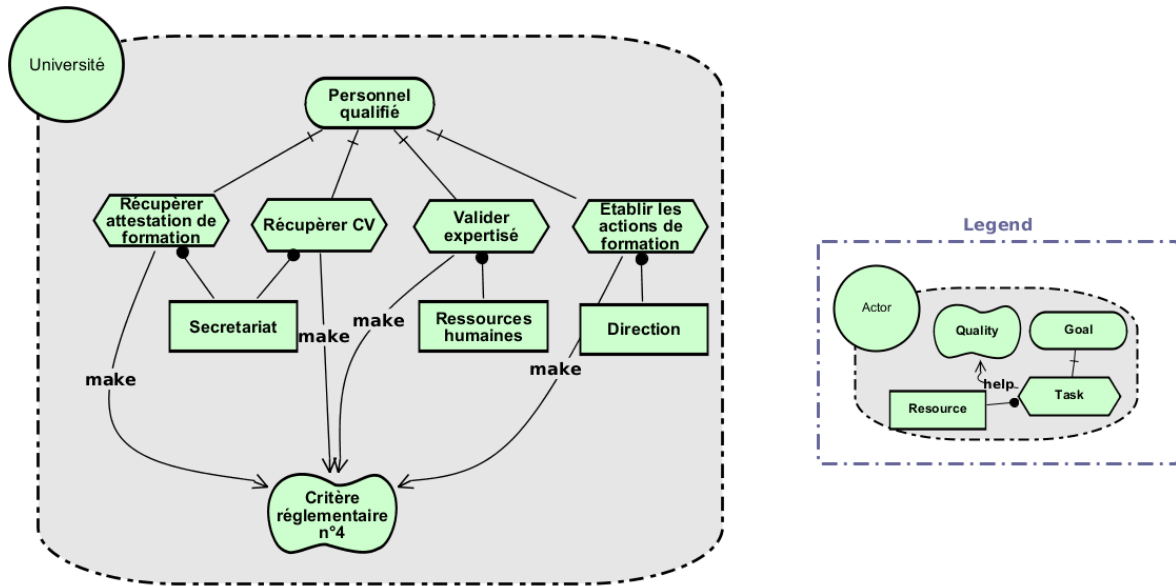 Université
Personnel
qualifié
Récupèrer
attestation de
formation
Récupèrer CV
Valider
expertisé
Etablir les
actions de
formation
Secretariat
make
make
Ressources
humaines
Direction
make
make
Critère
réglementaire
n°4
Legend
Actor
Quality
Goal
help
Resource
Task